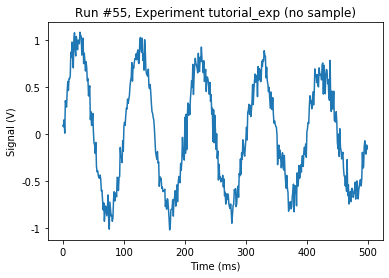 Run #55, Experiment tutorial_exp (no sample)
1
0.5
0
-0.5
-1
Signal (V)
0 100 200 300 400 500
Time (ms)